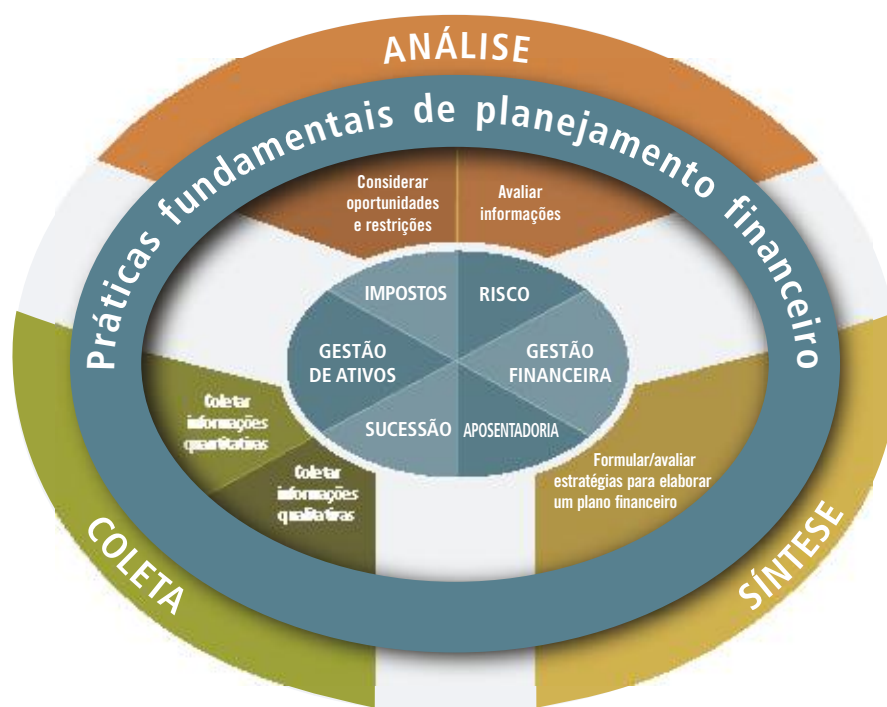 ANÁLISE
Práticas fundamentais de planejamento financeiro
Considerar
oportunidades
e restrições
Avaliar
informações
IMPOSTOS
RISCO
GESTÃO
DE ATIVOS
GESTÃO
FINANCEIRA
SUCESSÃO
APOSENTADORIA
Coletar
informações
quantitativas
Coletar
informações
qualitativas
Formular/avaliar
estratégias para elaborar
um plano financeiro
COLETA
SÍNTESE